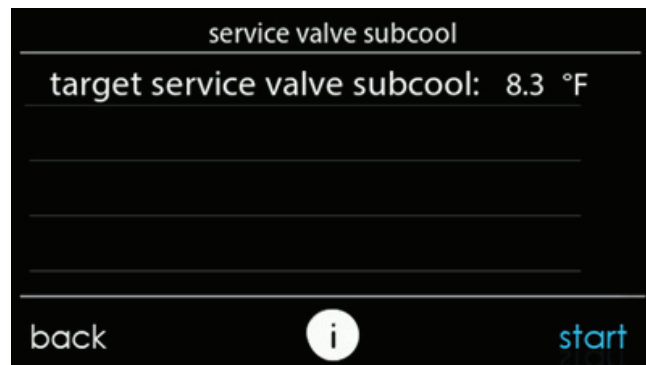 service valve subcool
target service valve subcool: 8.3 °F
back
i
start